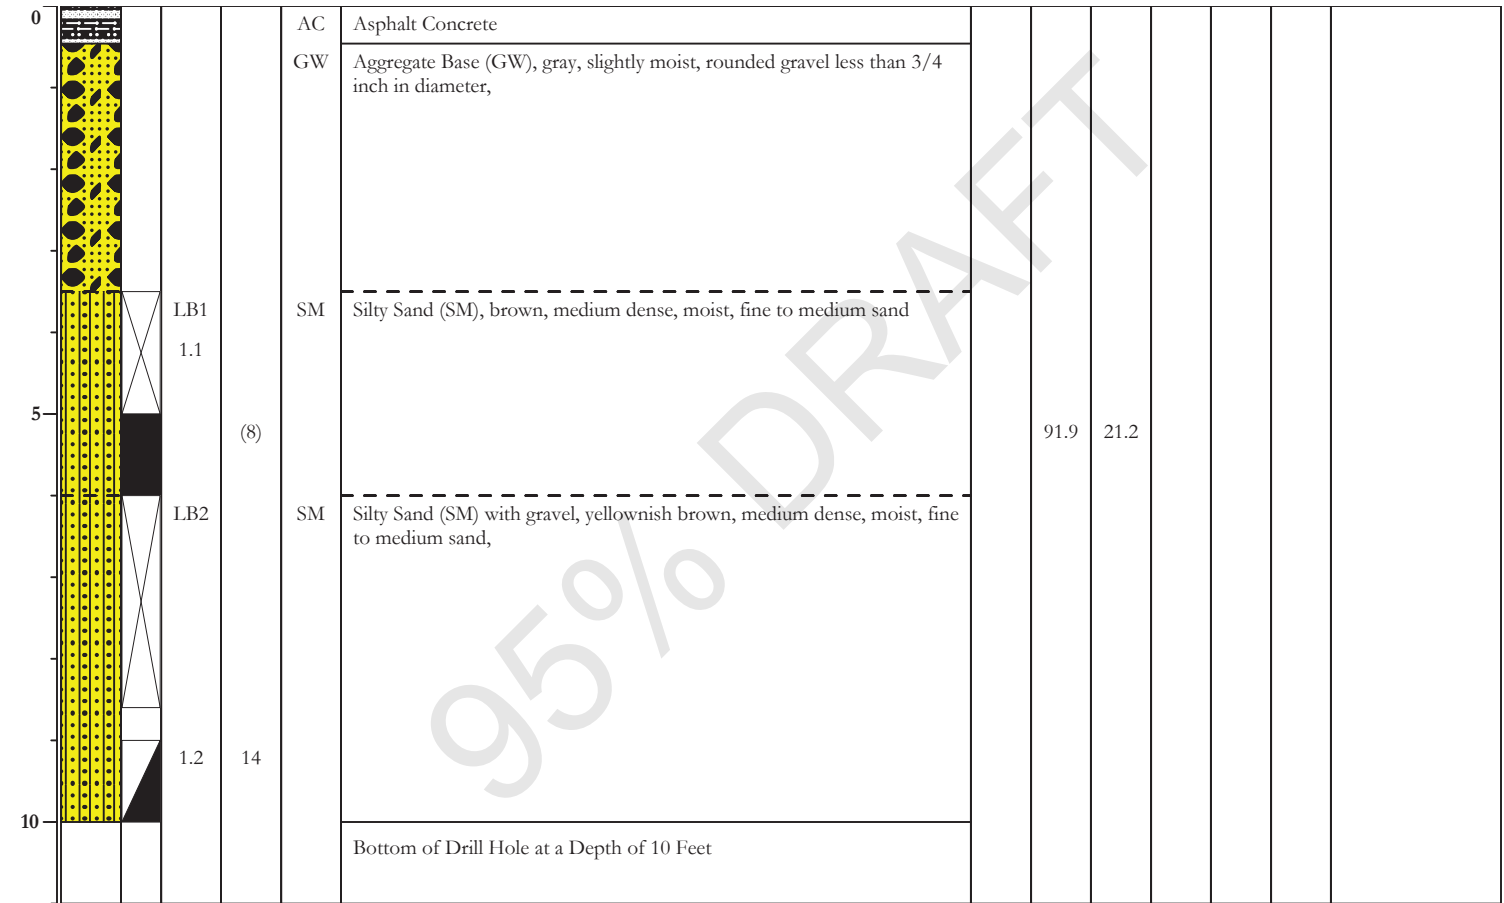 0
AC Asphalt Concrete
GW Aggregate Base (GW), gray, slightly moist, rounded gravel less than 3/4
inch in diameter,
LB1 SM Silty Sand (SM), brown, medium dense, moist, fine to medium sand
1.1
5
(8) 91.9 21.2
LB2 SM Silty Sand (SM) with gravel, yellownish brown, medium dense, moist, fine
to medium sand,
1.2 14
10
Bottom of Drill Hole at a Depth of 10 Feet
95% DRAFT